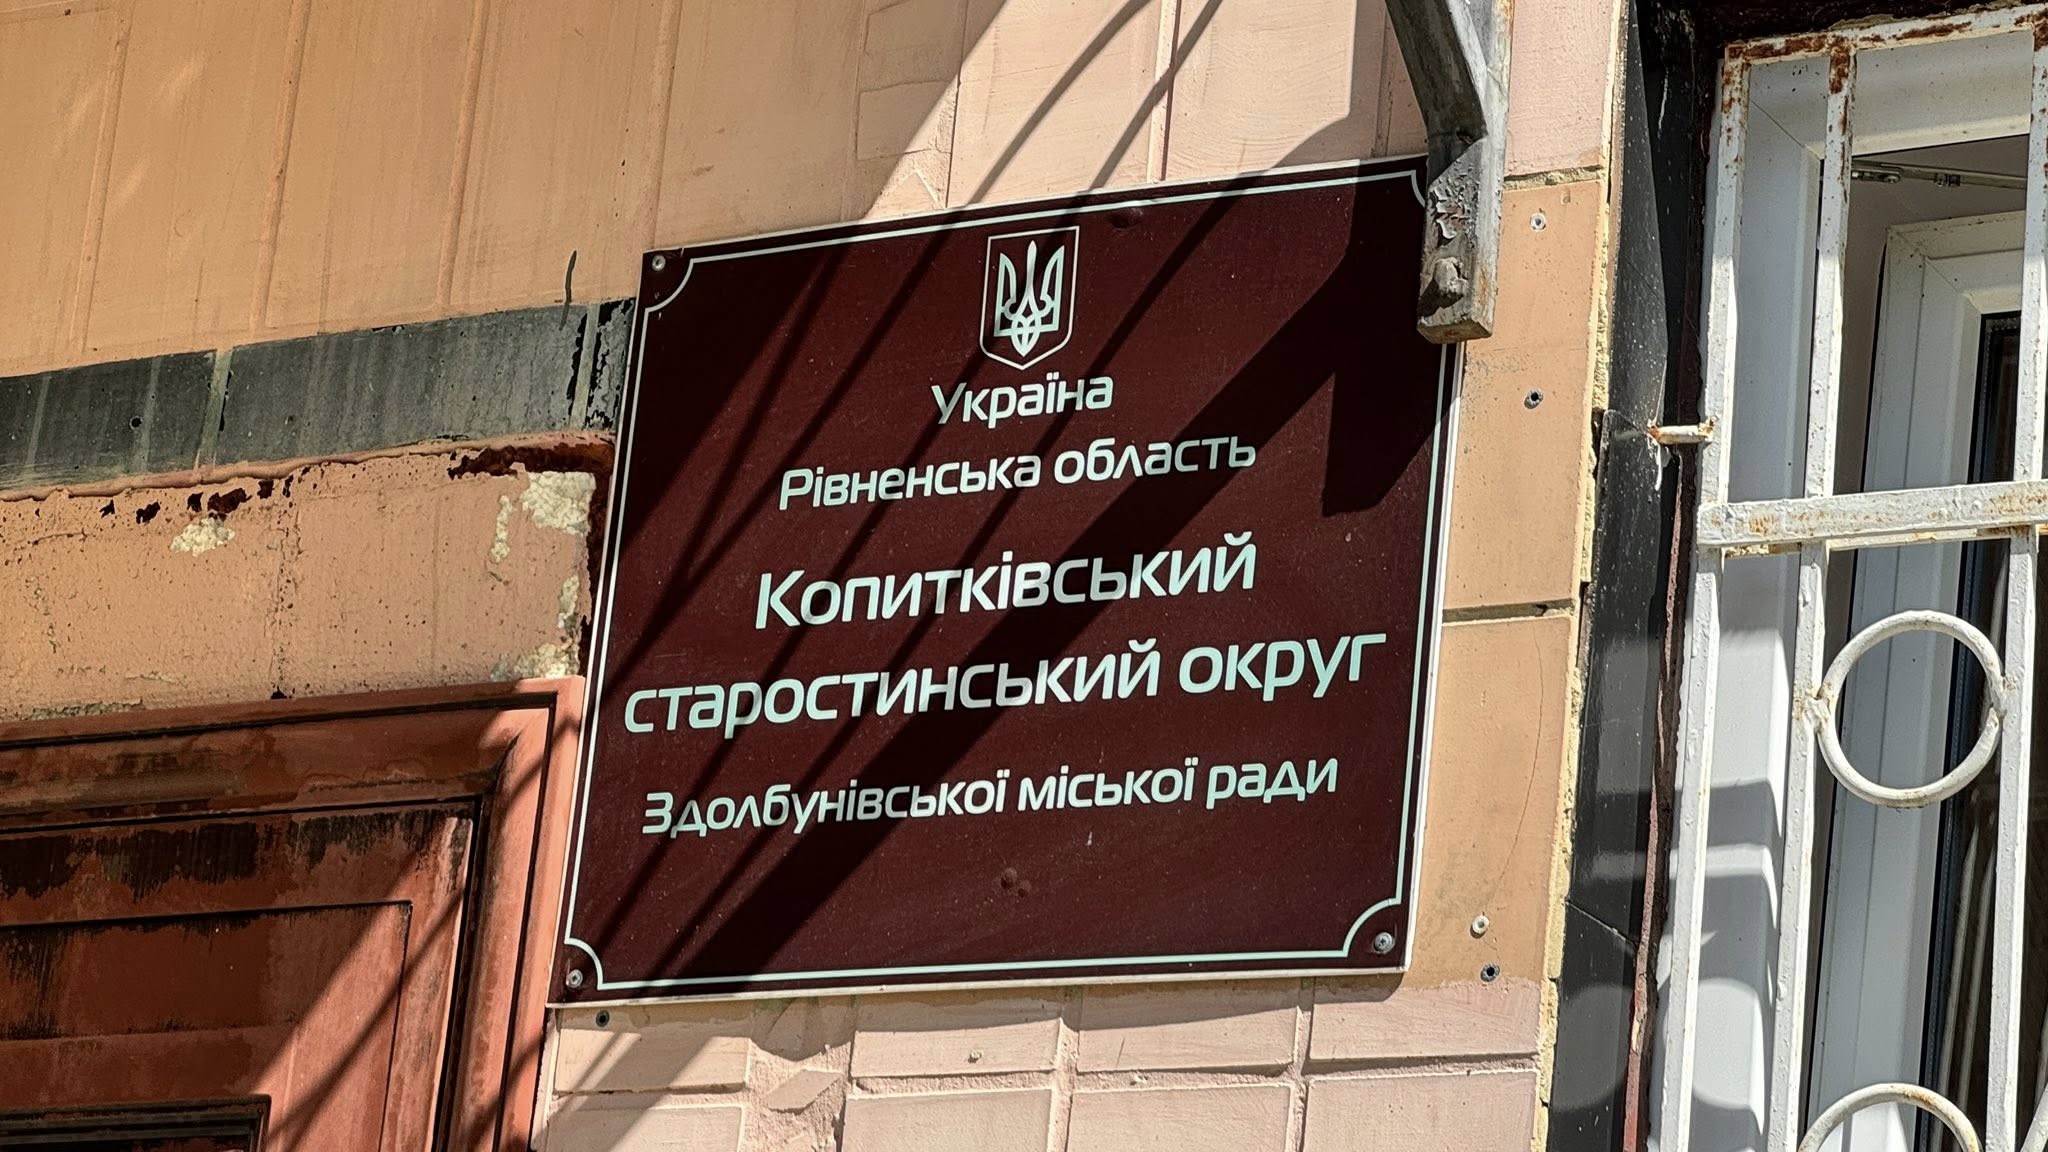 Україна
Рівненська область
Копитківський
старостинський округ
Здолбунівської міської ради